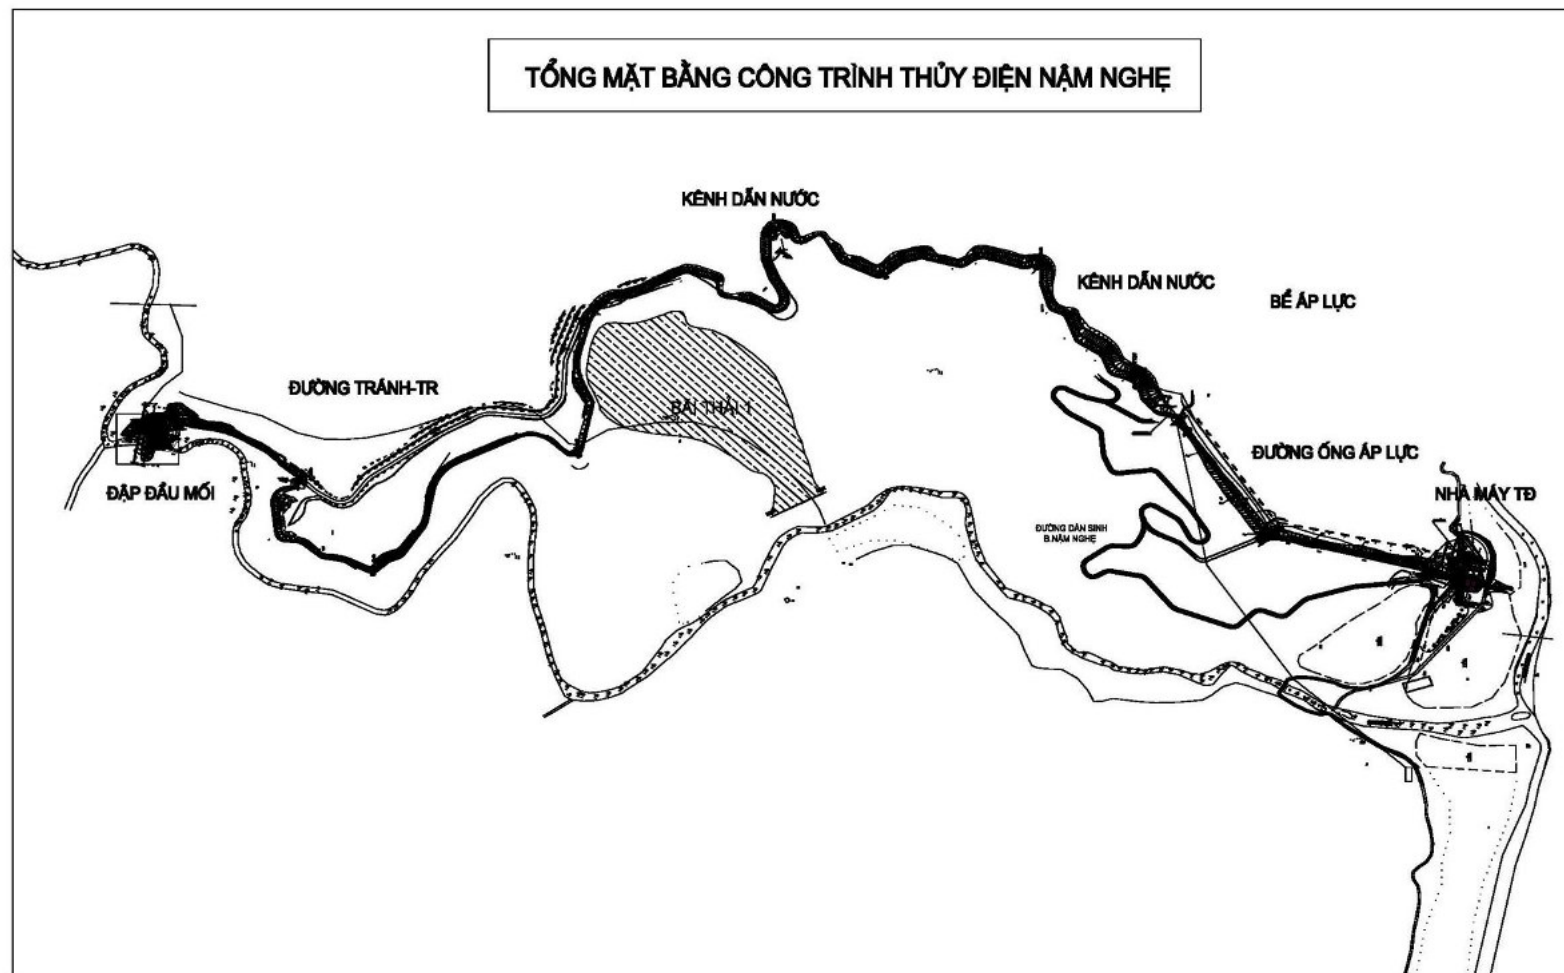 TỔNG MẶT BẰNG CÔNG TRÌNH THỦY ĐIỆN NẬM NGHẸ
KÊNH DẪN NƯỚC
KÊNH DẪN NƯỚC
BỂ ÁP LỰC
ĐƯỜNG TRÁNH-TR
BÃI THẢI 1
ĐƯỜNG ỐNG ÁP LỰC
ĐẬP ĐẦU MỐI
NHÀ MÁY TĐ
ĐƯỜNG DÂN SINH
B.NẬM NGHẸ